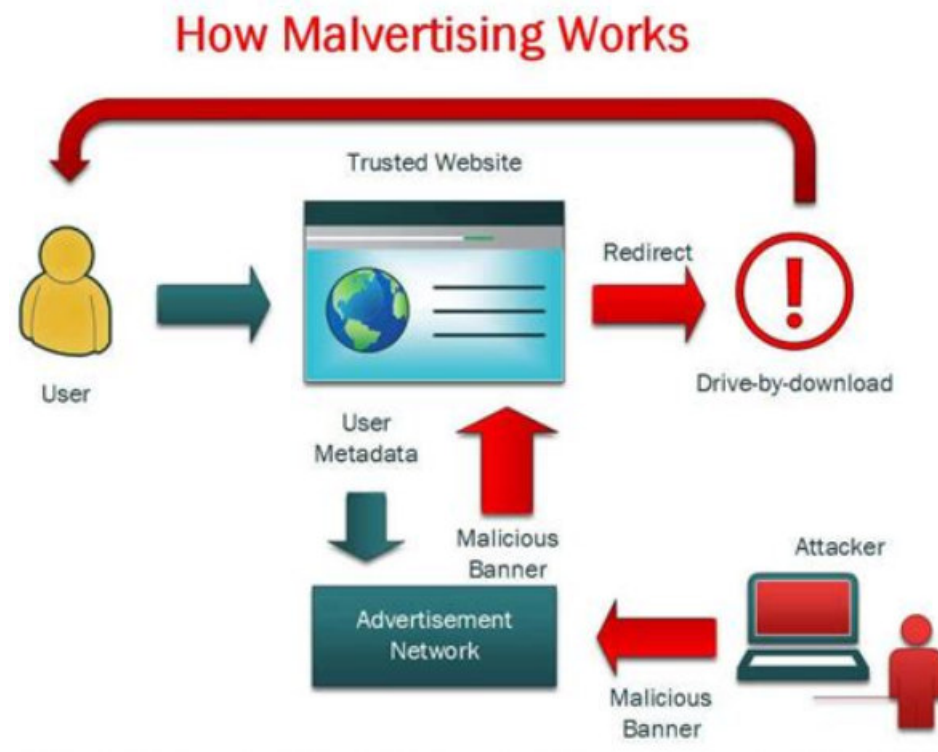 How Malvertising Works
Trusted Website
Redirect
User
Drive-by-download
User
Metadata
Malicious
Banner
Attacker
Advertisement
Network
Malicious
Banner